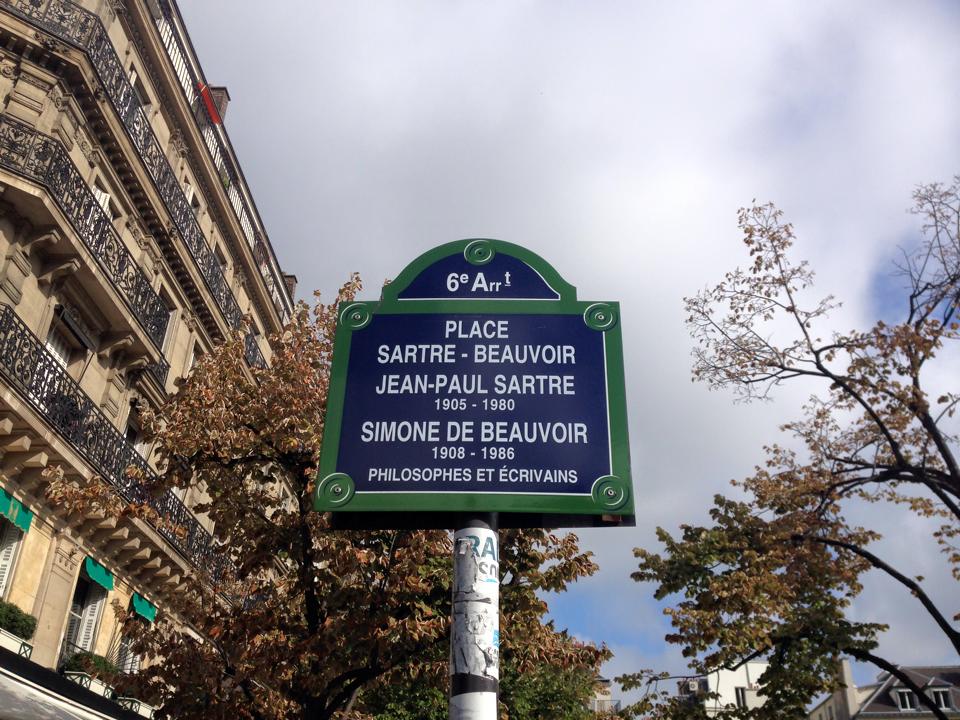 6e Arrt
PLACE
SARTRE - BEAUVOIR
JEAN-PAUL SARTRE
1905 - 1980
SIMONE DE BEAUVOIR
1908 - 1986
PHILOSOPHES ET ÉCRIVAINS